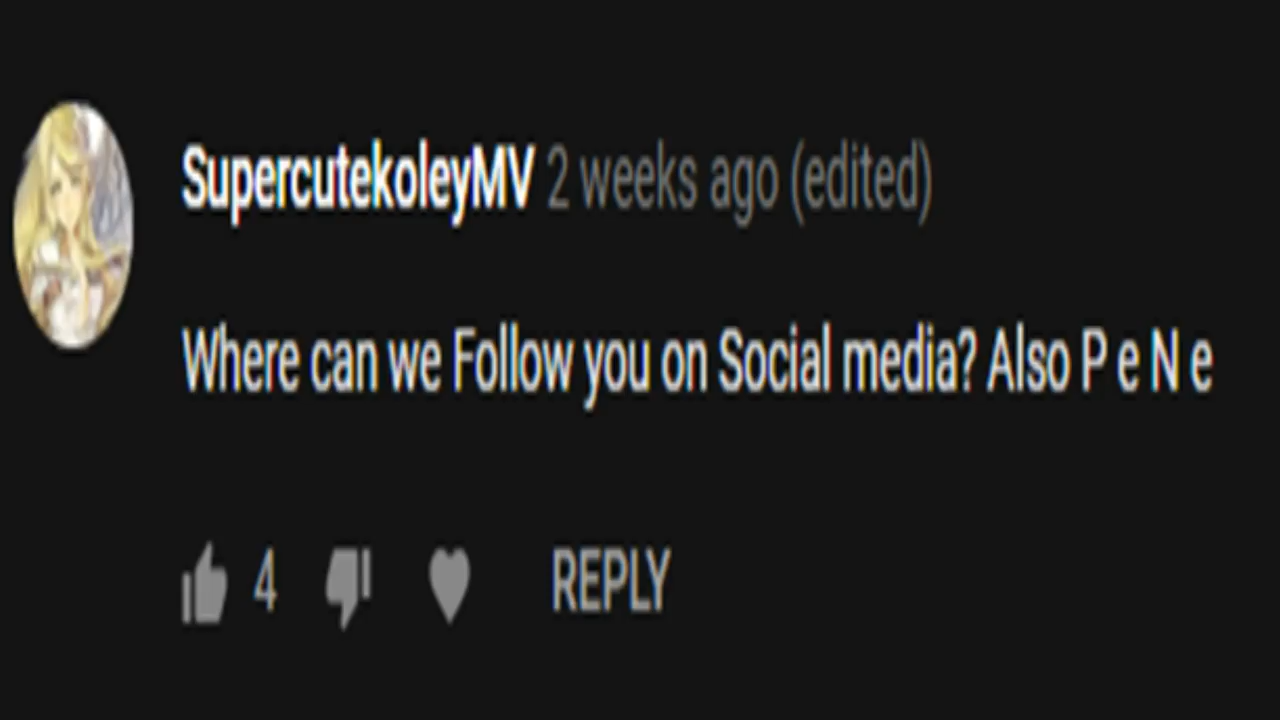 SupercutekoleyMV 2 weeks ago (edited)
Where can we Follow you on Social media? Also P e N e
4 REPLY